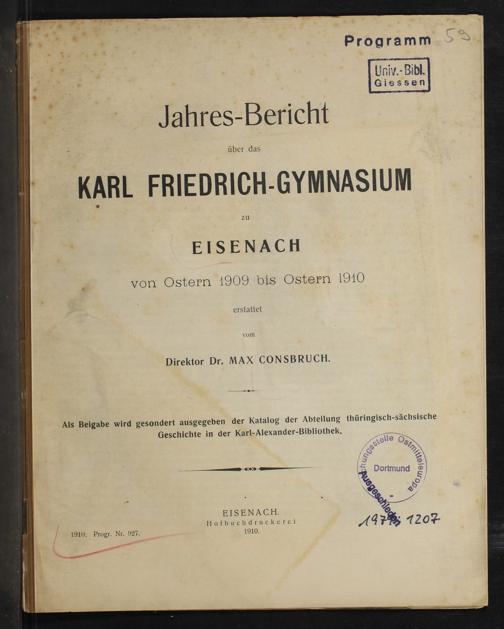 Programm 59
Univ.-Bibl.
Giessen
Jahres-Bericht
über das
KARL FRIEDRICH-GYMNASIUM
zu
EISENACH
von Ostern 1909 bis Ostern 1910
erstattet
vom
Direktor Dr. MAX CONSBRUCH.
Als Beigabe wird gesondert ausgegeben der Katalog der Abteilung thüringisch-sächsische
Geschichte in der Karl-Alexander-Bibliothek.
Ostmitteleuropa
Dortmund
Ausgeschieden
1207
EISENACH.
Hofbuchdruckerei
1910.
1910. Progr. Nr. 927.